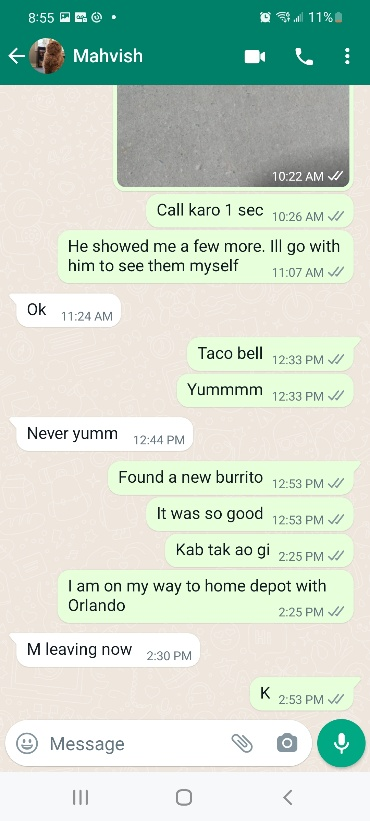 8:55
11%
Mahvish
10:22 AM
Call karo 1 sec 10:26 AM
He showed me a few more. Ill go with
him to see them myself 11:07 AM
Ok 11:24 AM
Taco bell 12:33 PM
Yummmm 12:33 PM
Never yumm 12:44 PM
Found a new burrito 12:53 PM
It was so good 12:53 PM
Kab tak ao gi 2:25 PM
I am on my way to home depot with
Orlando 2:25 PM
M leaving now 2:30 PM
K 2:53 PM
Message